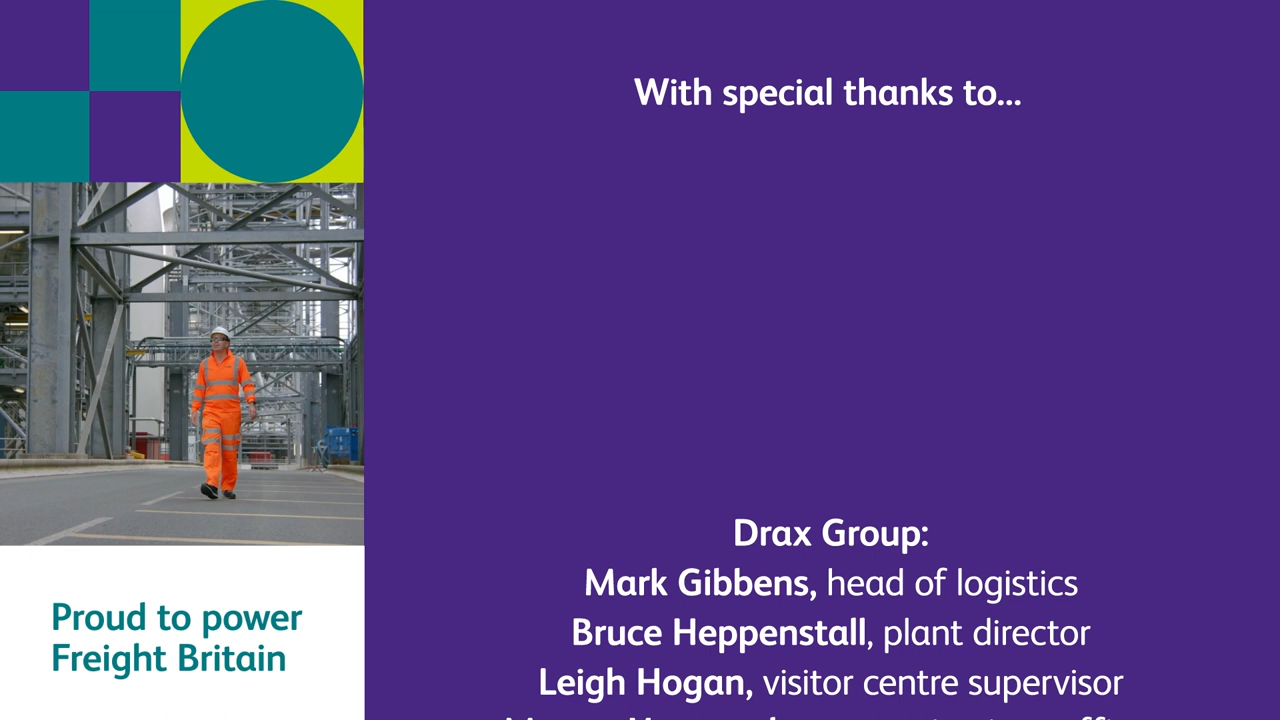 With special thanks to...
Drax Group:
Mark Gibbens, head of logistics
Bruce Heppenstall, plant director
Leigh Hogan, visitor centre supervisor
Proud to power
Freight Britain